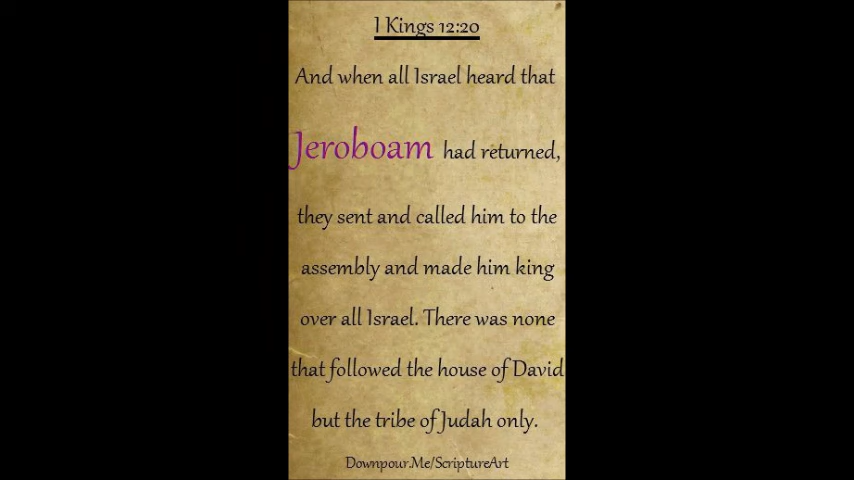 I Kings 12:20
And when all Israel heard that
Jeroboam had returned,
they sent and called him to the
assembly and made him king
over all Israel. There was none
that followed the house of David
but the tribe of Judah only.
Downpour.Me/ScriptureArt